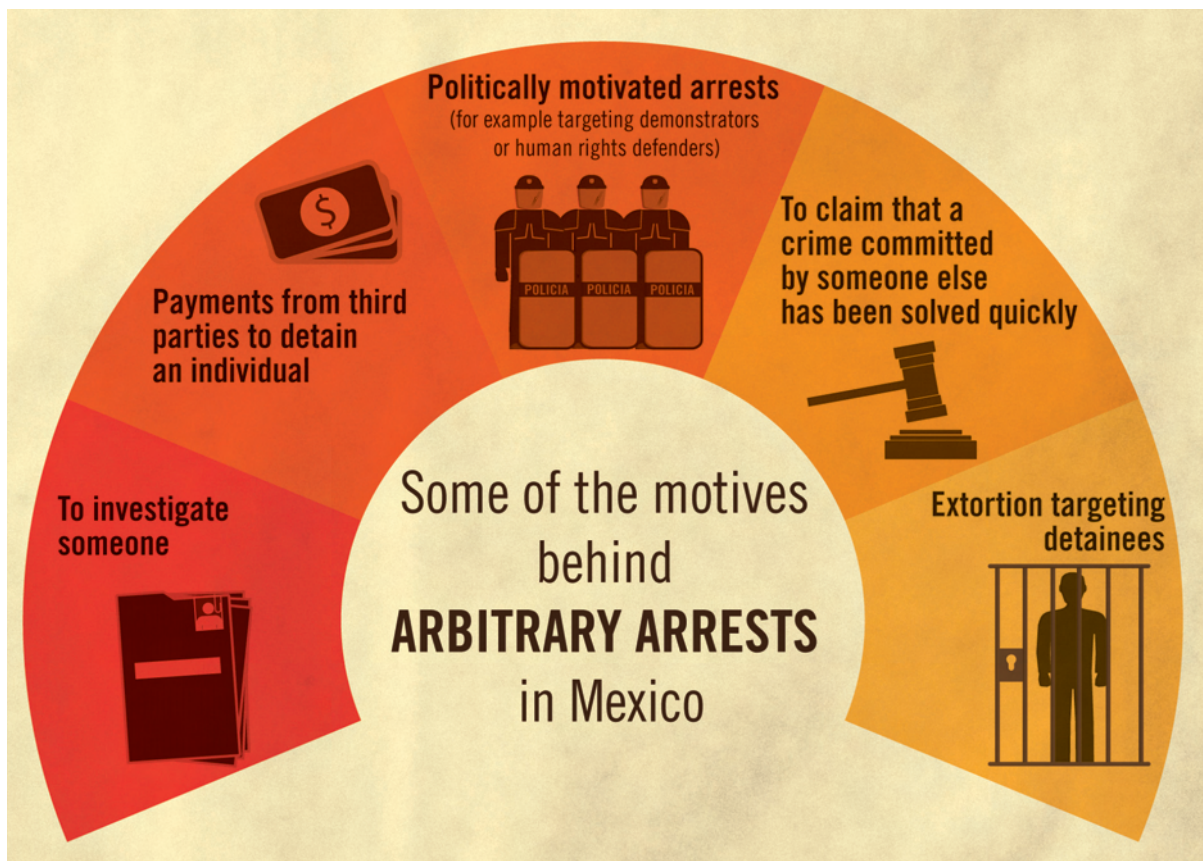 Politically motivated arrests
(for example targeting demonstrators
or human rights defenders)
POLICIA POLICIA POLICIA
Payments from third
parties to detain
an individual
To claim that a
crime committed
by someone else
has been solved quickly
To investigate
someone
Extortion targeting
detainees
Some of the motives
behind
ARBITRARY ARRESTS
in Mexico
$